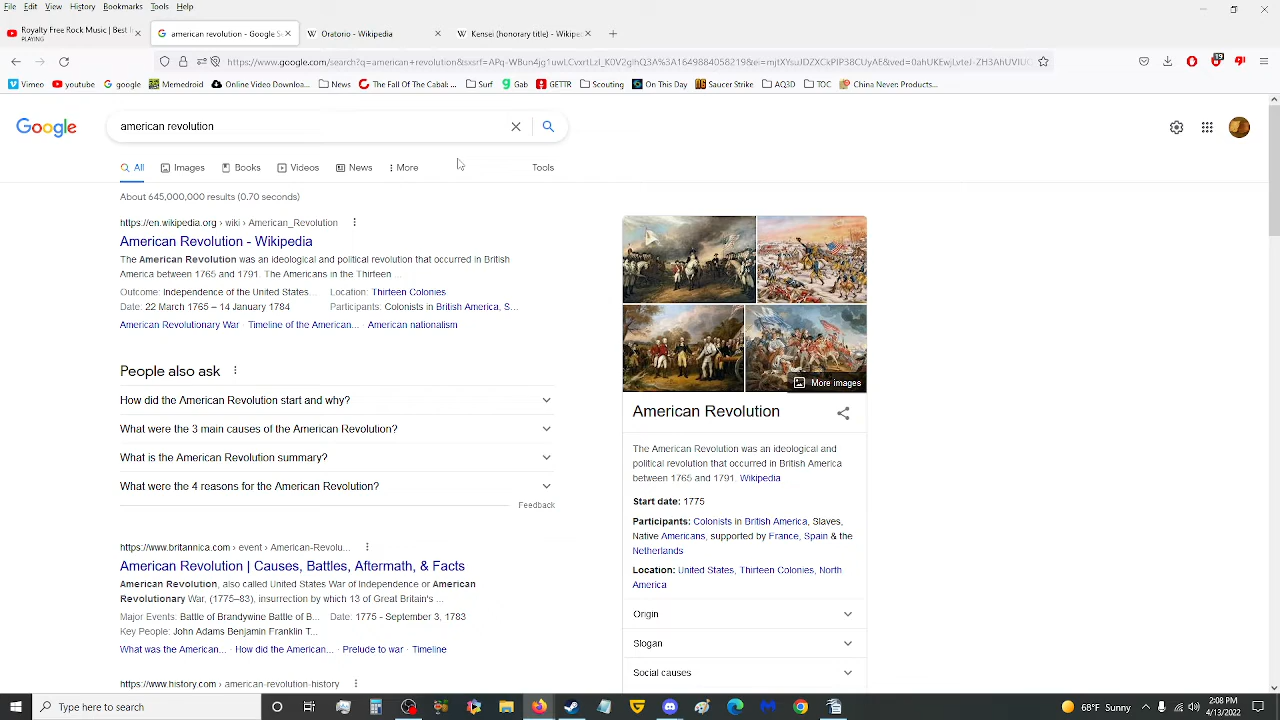 File Edit View History Bookmarks Tools Help
Royalty Free Rock Music | Best
PLAYING
american revolution - Google S
Oratorio - Wikipedia
Kensei (honorary title) - Wikipe
Vimeo youtube google Memedroid Online Video Downloa... News The Fall Of The Cabal: ... Surf Gab GETTR Scouting On This Day Saucer Strike AQ3D TOC China Never Proporc...
Google
american revolution
All Images Books Videos News More Tools
About 645,000,000 results (0.70 seconds)
https://en.wikipedia.org › wiki › American_Revolution
American Revolution - Wikipedia
The American Revolution was an ideological and political revolution that occurred in British
America between 1765 and 1791. The Americans in the Thirteen ...
Outcome: Independence of the United States... Location: Thirteen Colonies
Date: 22 March 1765 – 14 January 1784 Participants: Colonists in British America, S...
American Revolutionary War · Timeline of the American... · American nationalism
People also ask
How did the American Revolution start and why?
What were the 3 main causes of the American Revolution?
What is the American Revolution summary?
What were the 4 reasons for the American Revolution?
Feedback
https://www.britannica.com › event › American-Revolu...
American Revolution | Causes, Battles, Aftermath, & Facts
American Revolution, also called United States War of Independence or American
Revolutionary War, (1775–83), insurrection by which 13 of Great Britain's ...
Major Events: Battle of Brandywine Battle of B... Date: 1775 - September 3, 1783
Key People: John Adams Benjamin Franklin T...
What was the American... · How did the American... · Prelude to war · Timeline
https://www.history.com › american-revolution-history
More images
American Revolution
The American Revolution was an ideological and
political revolution that occurred in British America
between 1765 and 1791. Wikipedia
Start date: 1775
Participants: Colonists in British America, Slaves,
Native Americans, supported by France, Spain & the
Netherlands
Location: United States, Thirteen Colonies, North
America
Origin
Slogan
Social causes
Type here to search
68°F Sunny
2:08 PM
4/13/2022